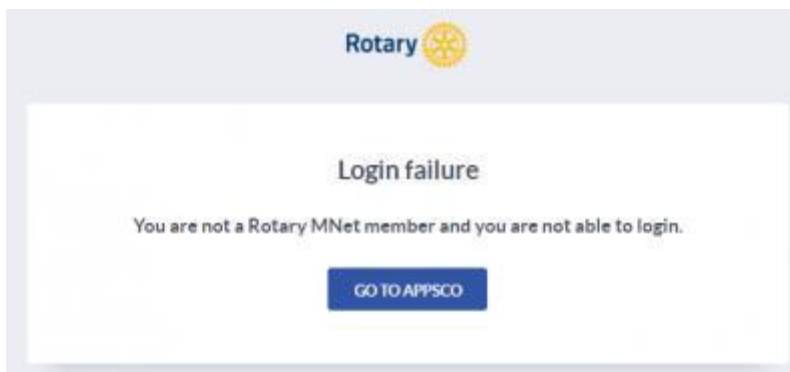 Rotary
Login failure
You are not a Rotary MNet member and you are not able to login.
GO TO APPSCO